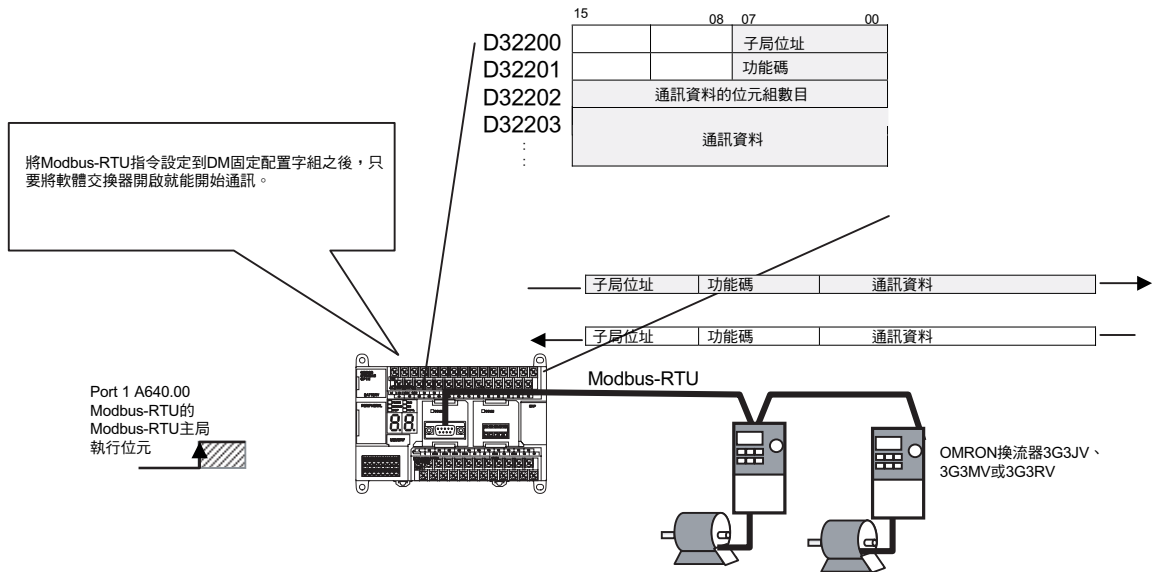 15 08 07 00
D32200 子局位址
D32201 功能碼
D32202 通訊資料的位元組數目
D32203 通訊資料
:
:
將Modbus-RTU指令設定到DM固定配置字組之後，只
要將軟體交換器開啟就能開始通訊。
子局位址 功能碼 通訊資料
子局位址 功能碼 通訊資料
Modbus-RTU
Port 1 A640.00
Modbus-RTU的
Modbus-RTU主局
執行位元
OMRON換流器3G3JV、
3G3MV或3G3RV